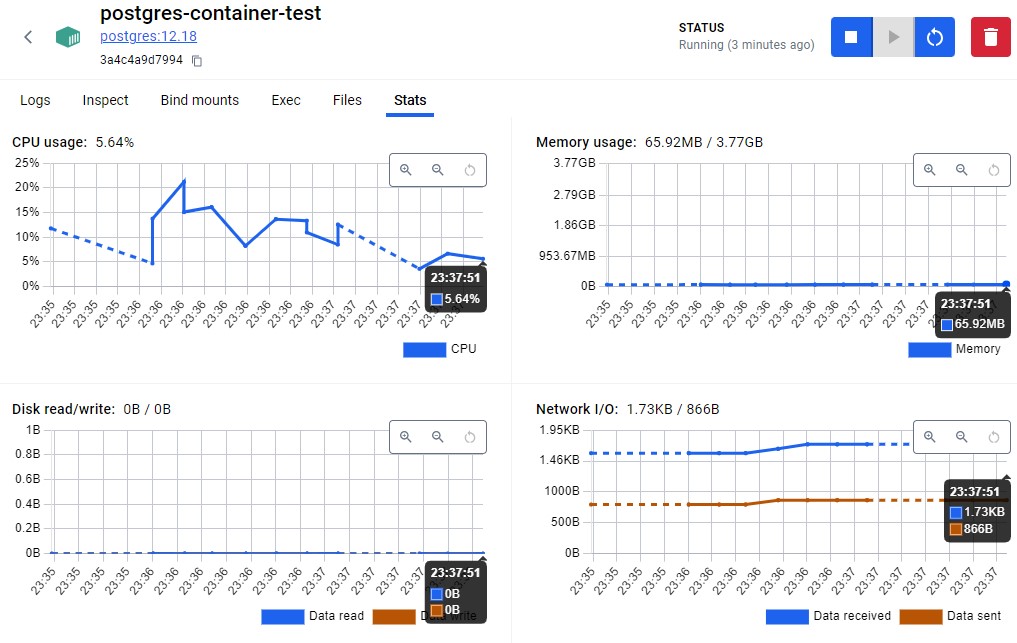 postgres-container-test
postgres:12.18
3a4c4a9d7994
STATUS
Running (3 minutes ago)
Logs Inspect Bind mounts Exec Files Stats
CPU usage: 5.64%
25%
20%
15%
10%
5%
0%
23:35 23:35 23:35 23:35 23:35 23:36 23:36 23:36 23:36 23:36 23:36 23:36 23:37 23:37 23:37 23:37 23:37
23:37:51
5.64%
CPU
Memory usage: 65.92MB / 3.77GB
3.77GB
2.79GB
1.86GB
953.67MB
0B
23:35 23:35 23:35 23:35 23:36 23:36 23:36 23:36 23:36 23:36 23:37 23:37 23:37 23:37
23:37:51
65.92MB
Memory
Disk read/write: 0B / 0B
1B
0.8B
0.6B
0.4B
0.2B
0B
23:35 23:35 23:35 23:35 23:35 23:36 23:36 23:36 23:36 23:36 23:36 23:36 23:37 23:37 23:37 23:37
23:37:51
0B
0B
Data read Data write
Network I/O: 1.73KB / 866B
1.95KB
1.46KB
1000B
500B
0B
23:35 23:35 23:35 23:35 23:36 23:36 23:36 23:36 23:36 23:36 23:36 23:37 23:37 23:37 23:37 23:37 23:37
23:37:51
1.73KB
866B
Data received Data sent